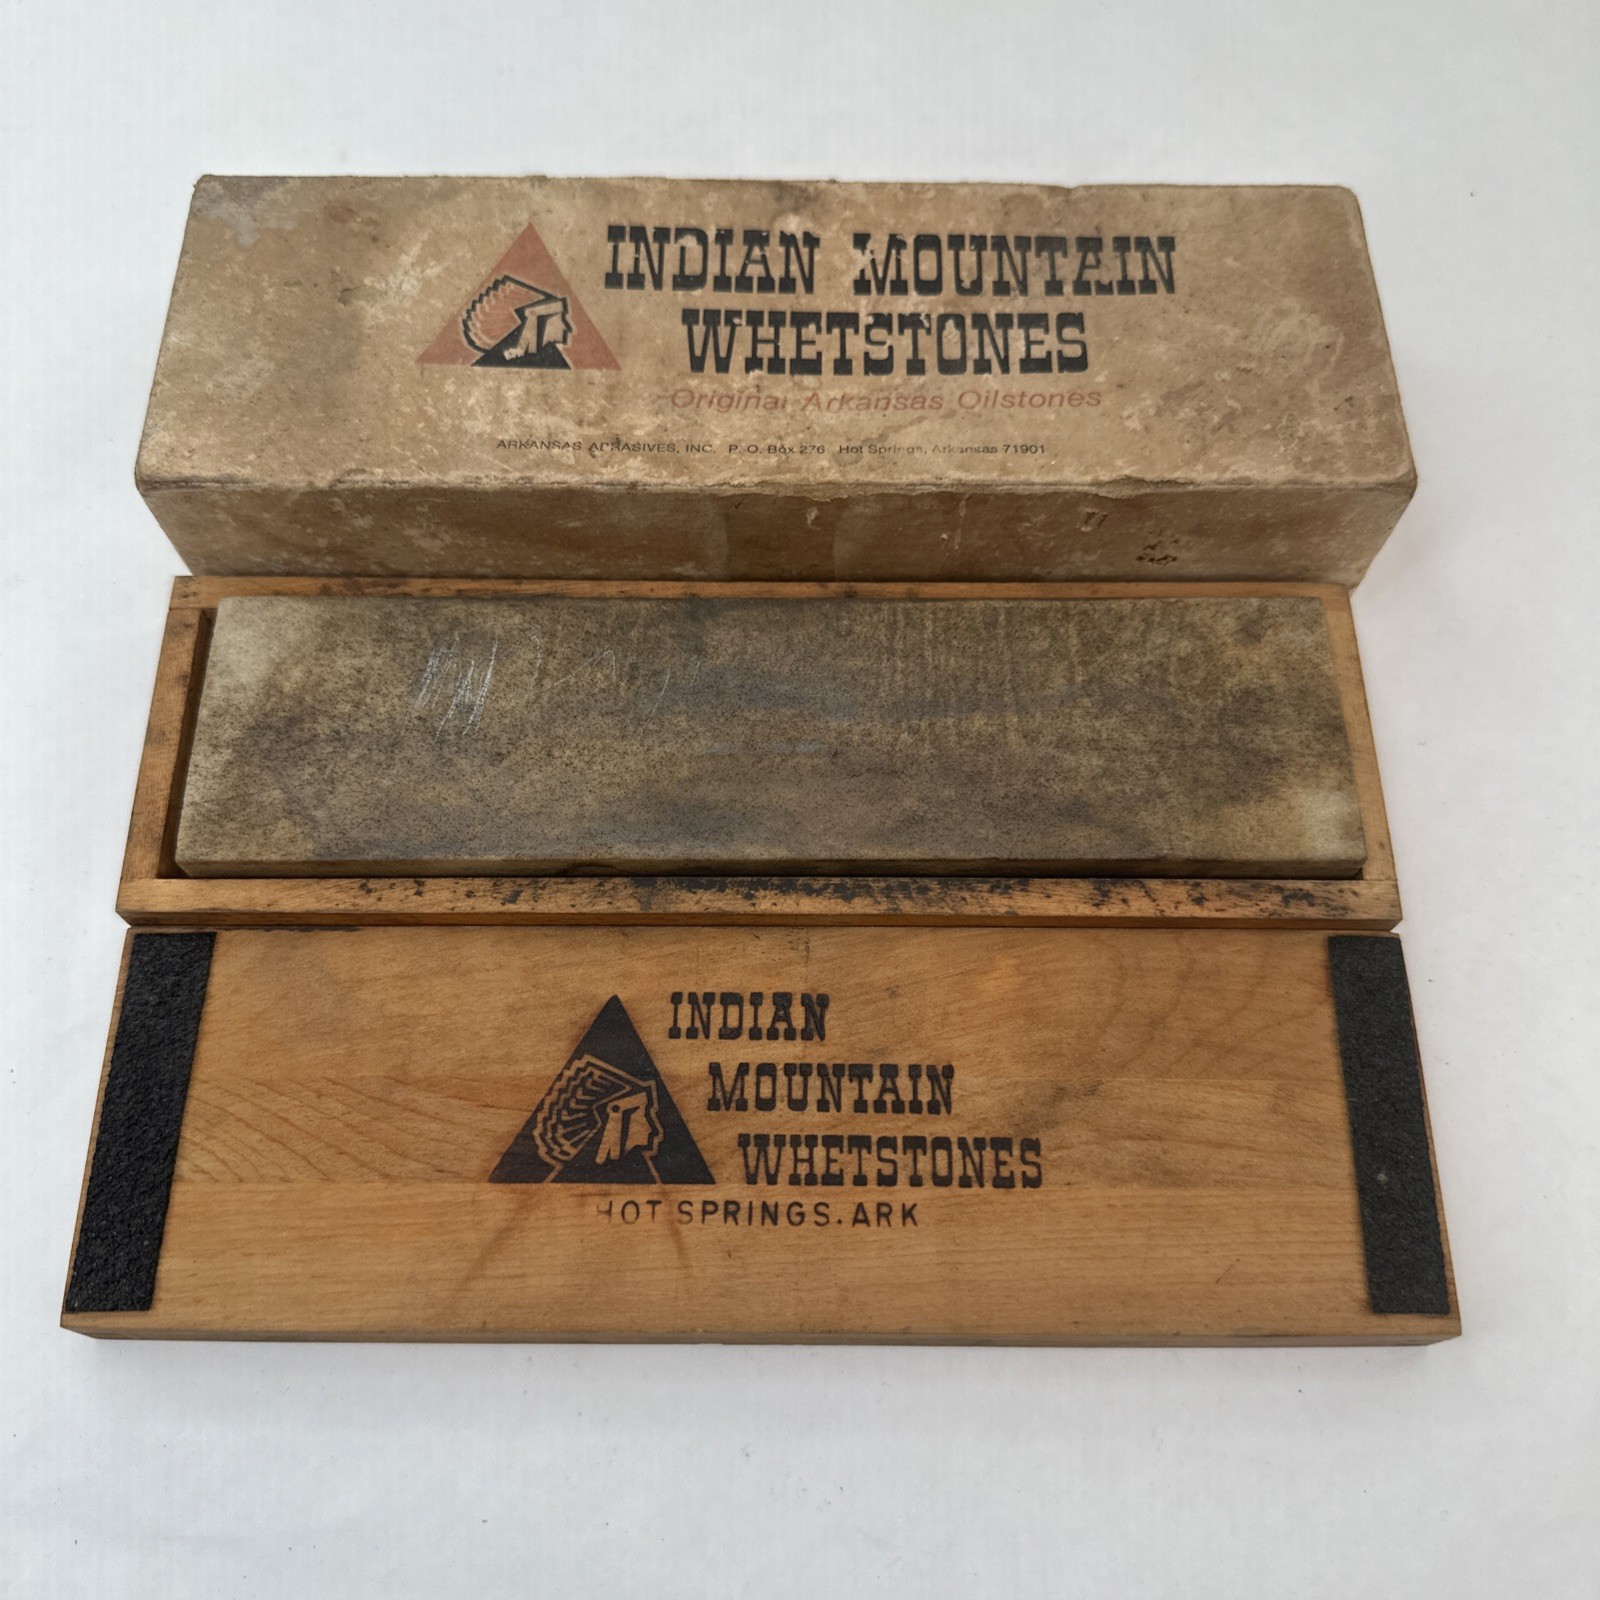 INDIAN MOUNTAIN
WHETSTONES
Original Arkansas Oilstones
ARKANSAS ABRASIVES, INC. P. O. Box 276 Hot Springs, Arkansas 71901
INDIAN
MOUNTAIN
WHETSTONES
HOT SPRINGS. ARK